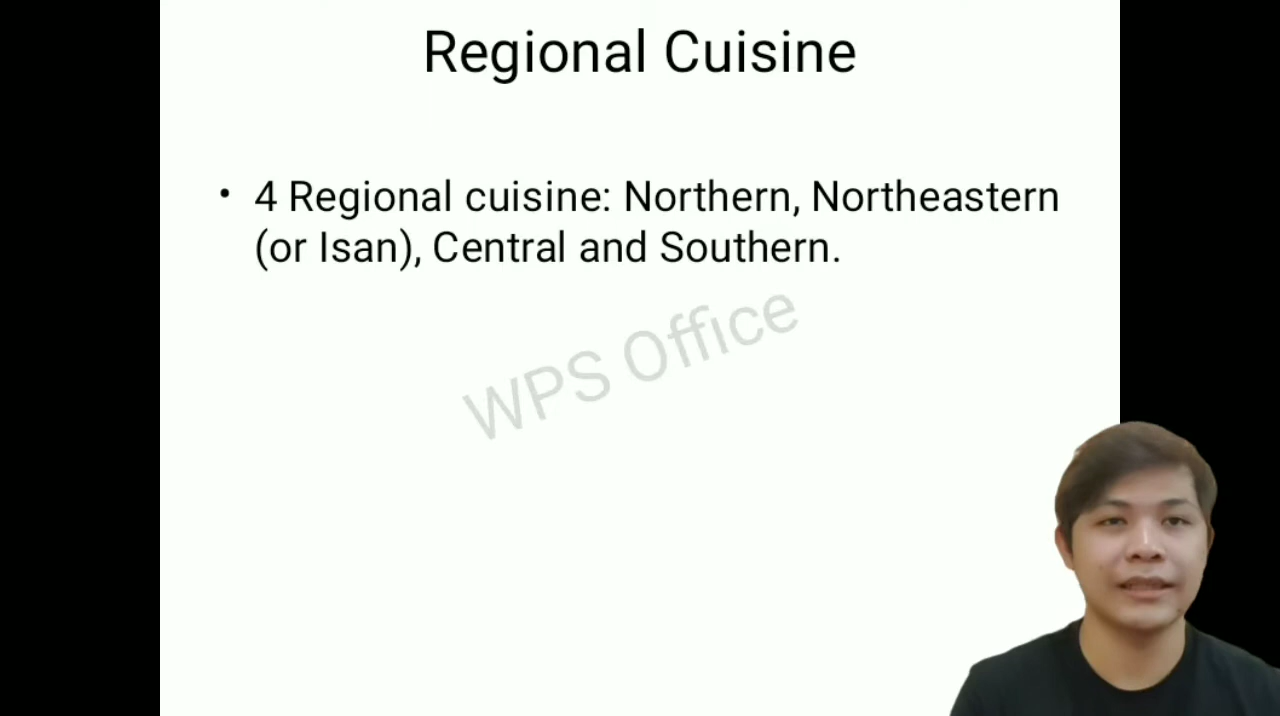 Regional Cuisine
• 4 Regional cuisine: Northern, Northeastern
(or Isan), Central and Southern.
WPS Office